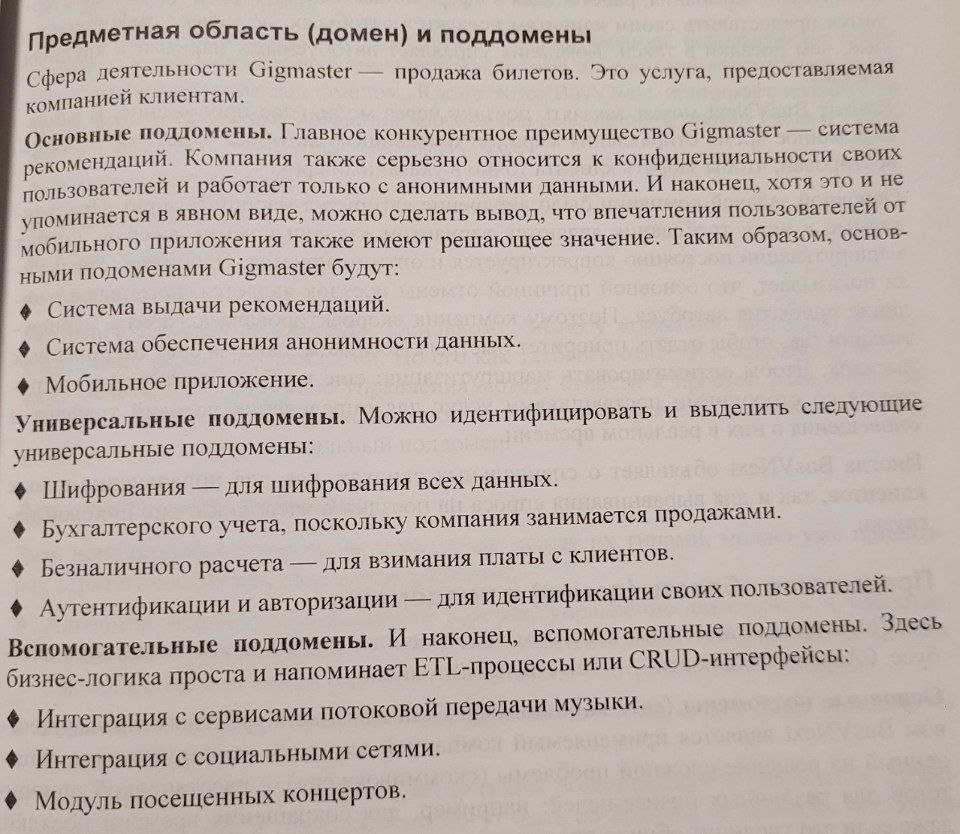 Предметная область (домен) и поддомены
Сфера деятельности Gigmaster — продажа билетов. Это услуга, предоставляемая
компанией клиентам.
Основные поддомены. Главное конкурентное преимущество Gigmaster — система
рекомендаций. Компания также серьезно относится к конфиденциальности своих
пользователей и работает только с анонимными данными. И наконец, хотя это и не
упоминается в явном виде, можно сделать вывод, что впечатления пользователей от
мобильного приложения также имеют решающее значение. Таким образом, основ-
ными подоменами Gigmaster будут:
♦ Система выдачи рекомендаций.
♦ Система обеспечения анонимности данных.
♦ Мобильное приложение.
Универсальные поддомены. Можно идентифицировать и выделить следующие
универсальные поддомены:
♦ Шифрования — для шифрования всех данных.
♦ Бухгалтерского учета, поскольку компания занимается продажами.
♦ Безналичного расчета — для взимания платы с клиентов.
♦ Аутентификации и авторизации — для идентификации своих пользователей.
Вспомогательные поддомены. И наконец, вспомогательные поддомены. Здесь
бизнес-логика проста и напоминает ETL-процессы или CRUD-интерфейсы:
♦ Интеграция с сервисами потоковой передачи музыки.
♦ Интеграция с социальными сетями.
♦ Модуль посещенных концертов.